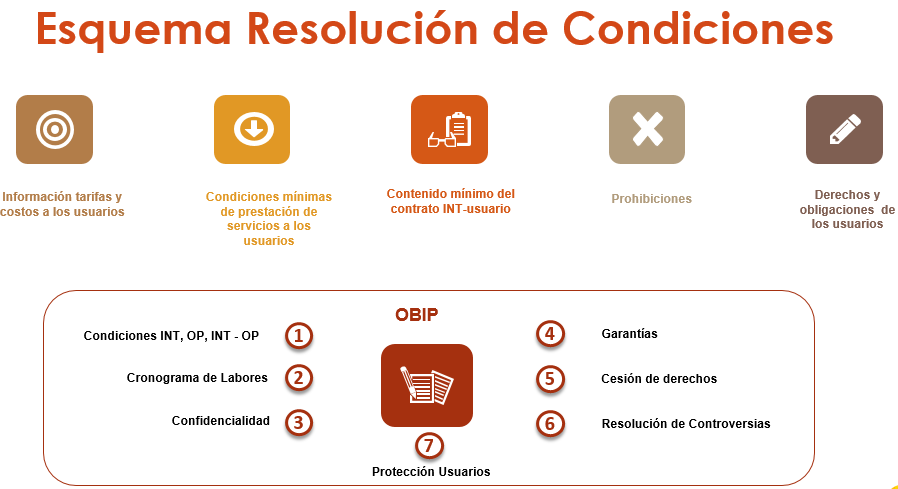 Esquema Resolución de Condiciones
Información tarifas y
costos a los usuarios
Condiciones mínimas
de prestación de
servicios a los
usuarios
Contenido mínimo del
contrato INT-usuario
Prohibiciones
Derechos y
obligaciones de
los usuarios
OBIP
Condiciones INT, OP, INT - OP 1
Cronograma de Labores 2
Confidencialidad 3
4 Garantías
5 Cesión de derechos
6 Resolución de Controversias
7
Protección Usuarios